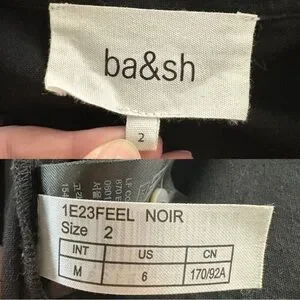 ba&sh
2
1E23FEEL NOIR
Size 2
INT US CN
M 6 170/92A